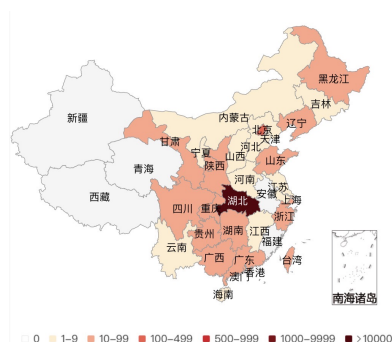 黑龙江
吉林
新疆
内蒙古
辽宁
甘肃
北京
天津
河北
宁夏
山西
山东
青海
陕西
河南
江苏
西藏
安徽
上海
四川
重庆
湖北
浙江
贵州
湖南
江西
福建
云南
广西
广东
台湾
香港
澳门
海南
南海诸岛
0 1-9 10-99 100-499 500-999 1000-9999 >10000